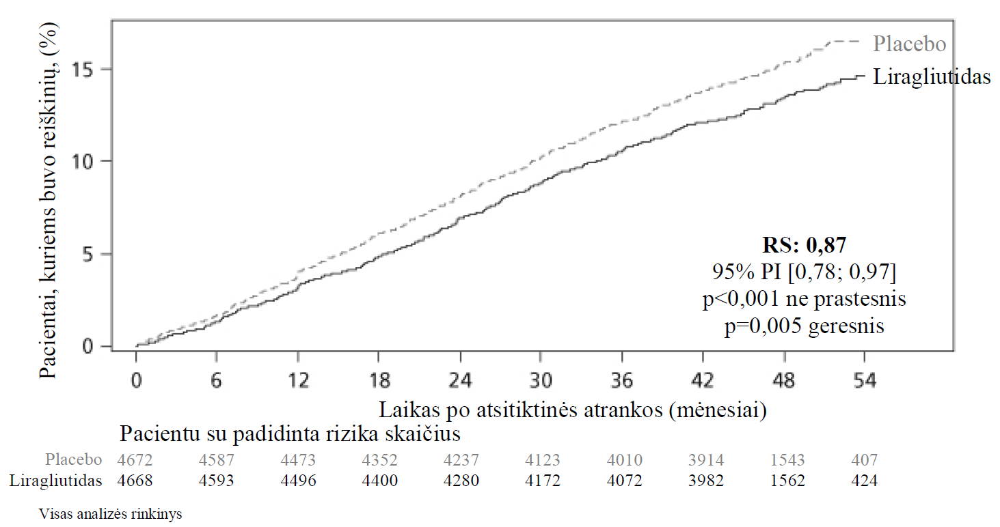 Pacientai, kuriems buvo reiškinių, (%)
15
10
5
0
Placebo
Liragliutidas
RS: 0,87
95% PI [0,78; 0,97]
p<0,001 ne prastesnis
p=0,005 geresnis
0 6 12 18 24 30 36 42 48 54
Laikas po atsitiktinės atrankos (mėnesiai)
Pacientu su padidinta rizika skaičius
Placebo 4672 4587 4473 4352 4237 4123 4010 3914 1543 407
Liragliutidas 4668 4593 4496 4400 4280 4172 4072 3982 1562 424
Visas analizės rinkinys